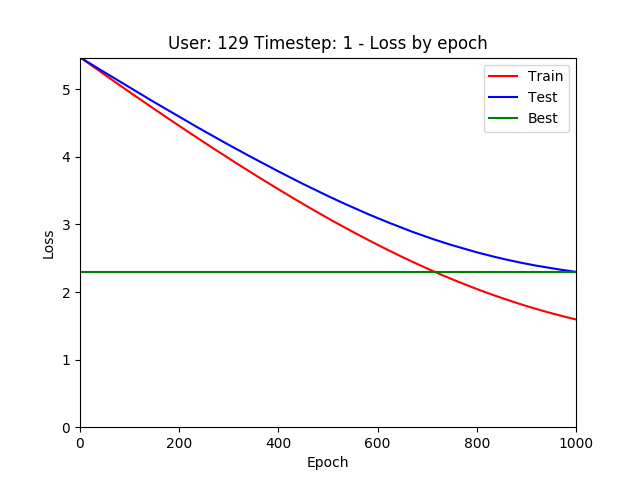 User: 129 Timestep: 1 - Loss by epoch
Train
Test
Best
5
4
3
2
1
0
Loss
0 200 400 600 800 1000
Epoch